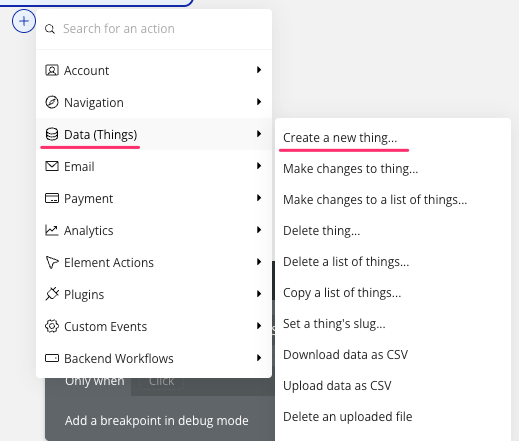 Search for an action
Account
Navigation
Data (Things)
Email
Payment
Analytics
Element Actions
Plugins
Custom Events
Backend Workflows
Create a new thing...
Make changes to thing...
Make changes to a list of things...
Delete thing...
Delete a list of things...
Copy a list of things...
Set a thing's slug...
Download data as CSV
Upload data as CSV
Delete an uploaded file
Only when Click
Add a breakpoint in debug mode